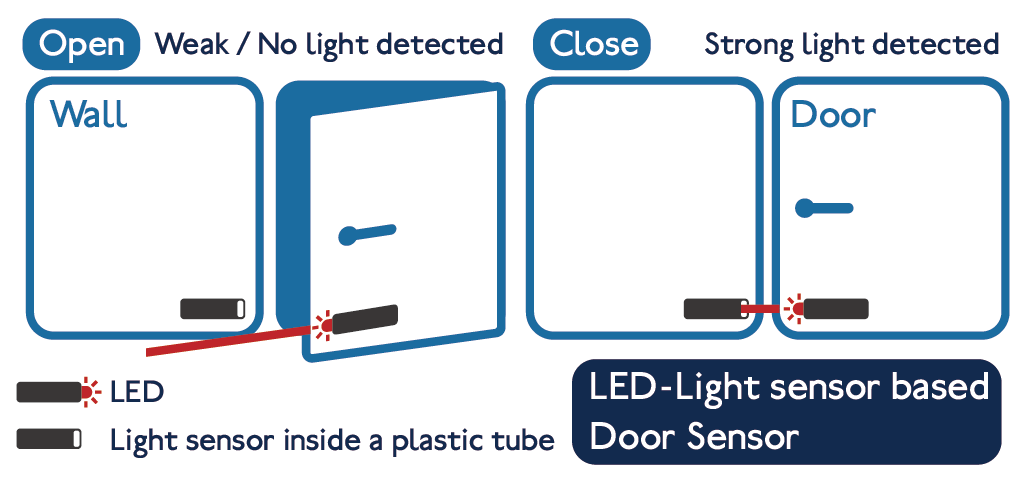 Open Weak / No light detected
Close Strong light detected
Wall
Door
LED
Light sensor inside a plastic tube
LED-Light sensor based
Door Sensor